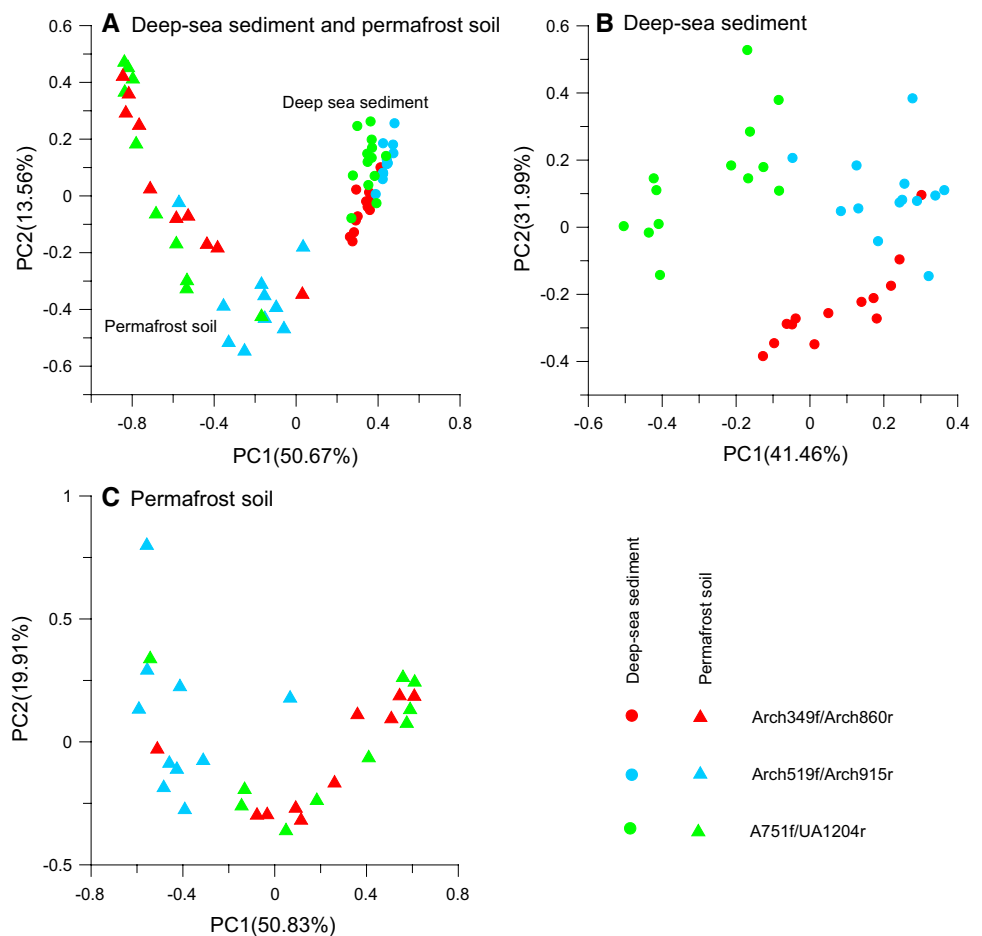 A Deep-sea sediment and permafrost soil
0.6
0.4
0.2
0
-0.2
-0.4
-0.6
PC2(13.56%)
Deep sea sediment
Permafrost soil
-0.8
-0.4
0
0.4
0.8
PC1(50.67%)
B Deep-sea sediment
0.6
0.4
0.2
0
-0.2
-0.4
PC2(31.99%)
-0.6
-0.2
0.2
0.4
PC1(41.46%)
C Permafrost soil
1
0.5
0
-0.5
PC2(19.91%)
-0.8
-0.4
0
0.4
0.8
PC1(50.83%)
Deep-sea
sediment
Permafrost
soil
Arch349f/Arch860r
Arch519f/Arch915r
A751f/UA1204r